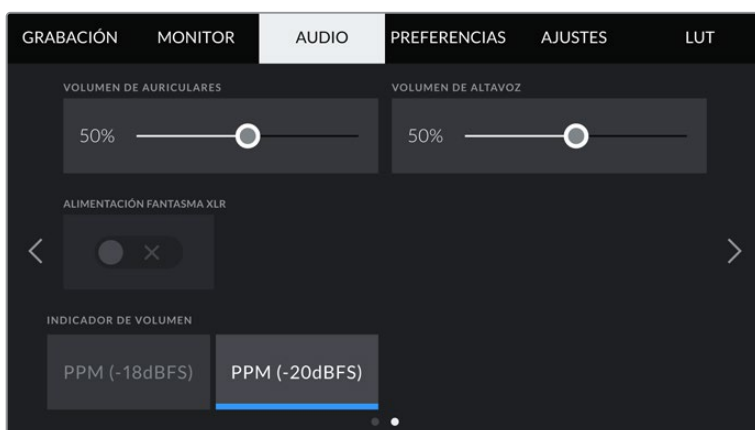 GRABACIÓN MONITOR AUDIO PREFERENCIAS AJUSTES LUT
VOLUMEN DE AURICULARES VOLUMEN DE ALTAVOZ
50% 50%
ALIMENTACIÓN FANTASMA XLR
INDICADOR DE VOLUMEN
PPM (-18dBFS) PPM (-20dBFS)